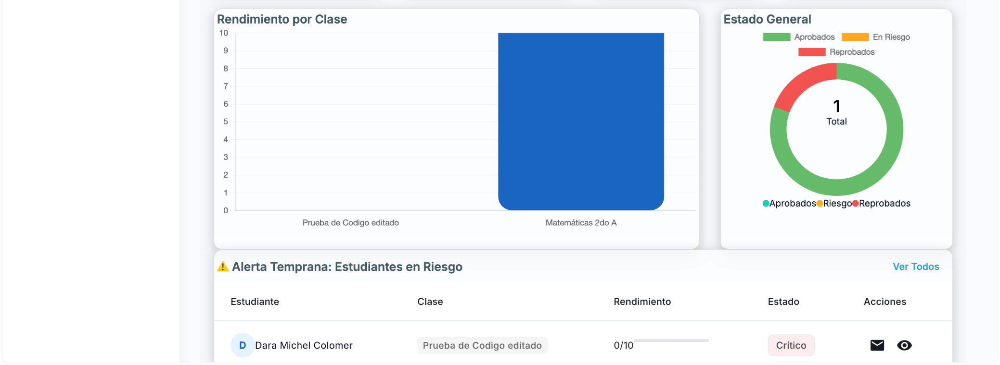 Rendimiento por Clase
10
9
8
7
6
5
4
3
2
1
0
Prueba de Codigo editado Matemáticas 2do A
Estado General
Aprobados En Riesgo
Reprobados
1
Total
Aprobados Riesgo Reprobados
⚠ Alerta Temprana: Estudiantes en Riesgo Ver Todos
Estudiante Clase Rendimiento Estado Acciones
D Dara Michel Colomer Prueba de Codigo editado 0/10 Crítico